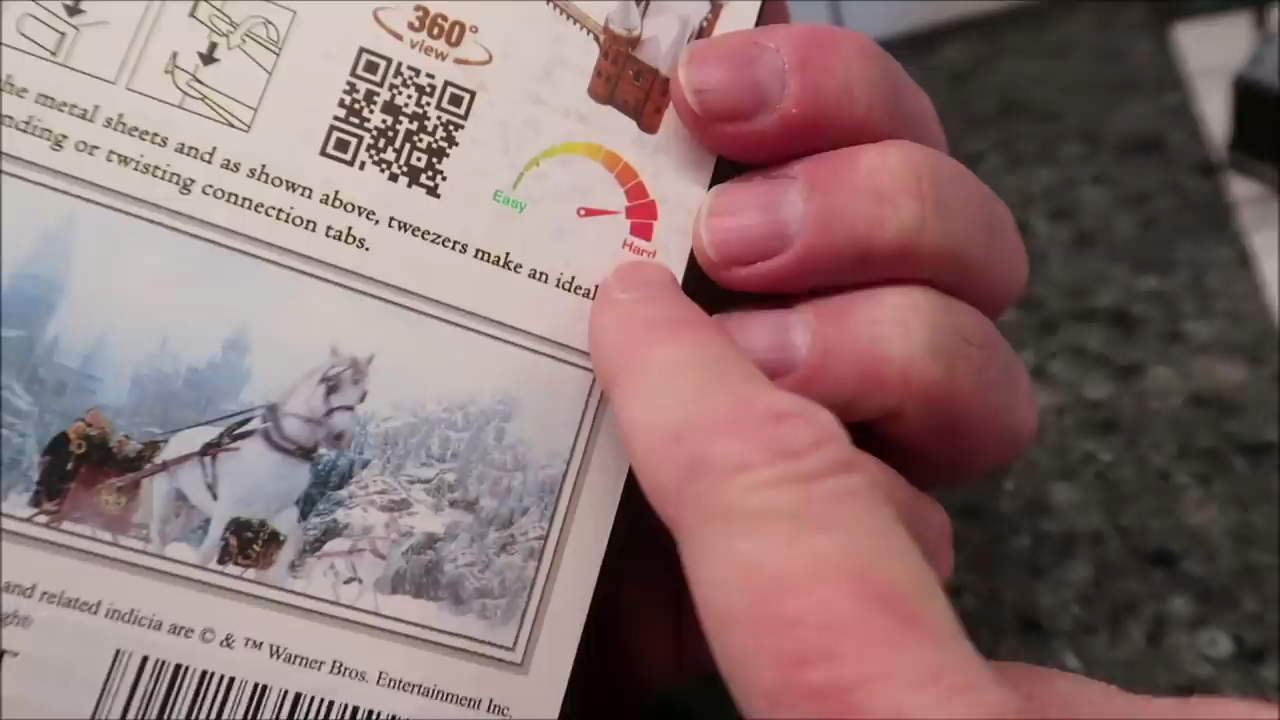 360°
view
he metal sheets and as shown above, tweezers make an ideal
nding or twisting connection tabs.
Easy
Hard
and related indicia are © & ™ Warner Bros. Entertainment Inc.